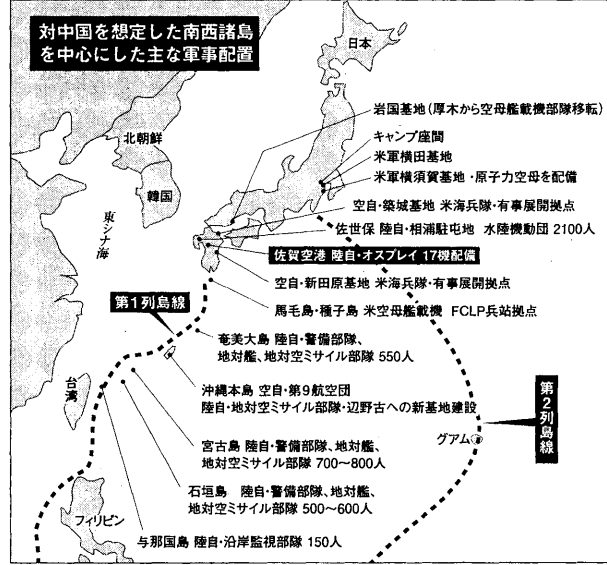 対中国を想定した南西諸島
を中心にした主な軍事配置
日本
北朝鮮
韓国
東シナ海
岩国基地(厚木から空母艦載機部隊移転)
キャンプ座間
米軍横田基地
米軍横須賀基地・原子力空母を配備
空自・築城基地 米海兵隊・有事展開拠点
佐世保 陸自・相浦駐屯地 水陸機動団 2100人
佐賀空港 陸自・オスプレイ 17機配備
空自・新田原基地 米海兵隊・有事展開拠点
馬毛島・種子島 米空母艦載機 FCLP兵站拠点
第1列島線
奄美大島 陸自・警備部隊、
地対艦、地対空ミサイル部隊 550人
台湾
沖縄本島 空自・第9航空団
陸自・地対空ミサイル部隊・辺野古への新基地建設
第2列島線
グアム
宮古島 陸自・警備部隊、地対艦、
地対空ミサイル部隊 700〜800人
石垣島 陸自・警備部隊、地対艦、
地対空ミサイル部隊 500〜600人
フィリピン
与那国島 陸自・沿岸監視部隊 150人